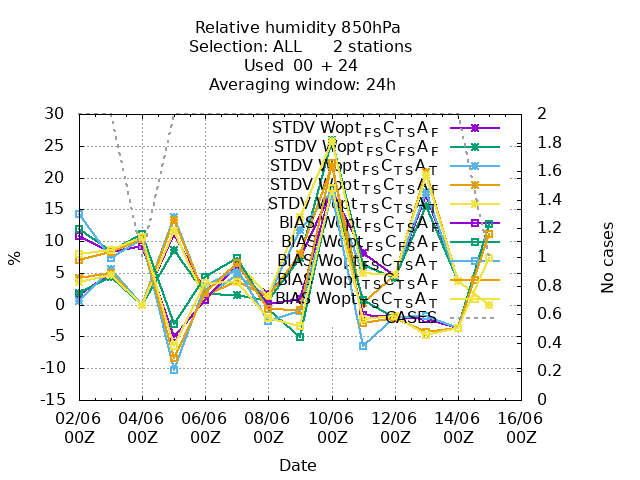 Relative humidity 850hPa
Selection: ALL 2 stations
Used 00 + 24
Averaging window: 24h
30
25
20
15
10
5
0
-5
-10
-15
%
2
1.8
1.6
1.4
1.2
1
0.8
0.6
0.4
0.2
0
No cases
STDV Wopt FS C TS A F
STDV Wopt FS C FS A F
STDV Wopt FS C TS A T
STDV Wopt TS C TS A F
STDV Wopt TS C TS A T
BIAS Wopt FS C TS A F
BIAS Wopt FS C FS A F
BIAS Wopt FS C TS A T
BIAS Wopt TS C TS A F
BIAS Wopt TS C TS A T
CASES
02/06 04/06 06/06 08/06 10/06 12/06 14/06 16/06
00Z 00Z 00Z 00Z 00Z 00Z 00Z 00Z
Date